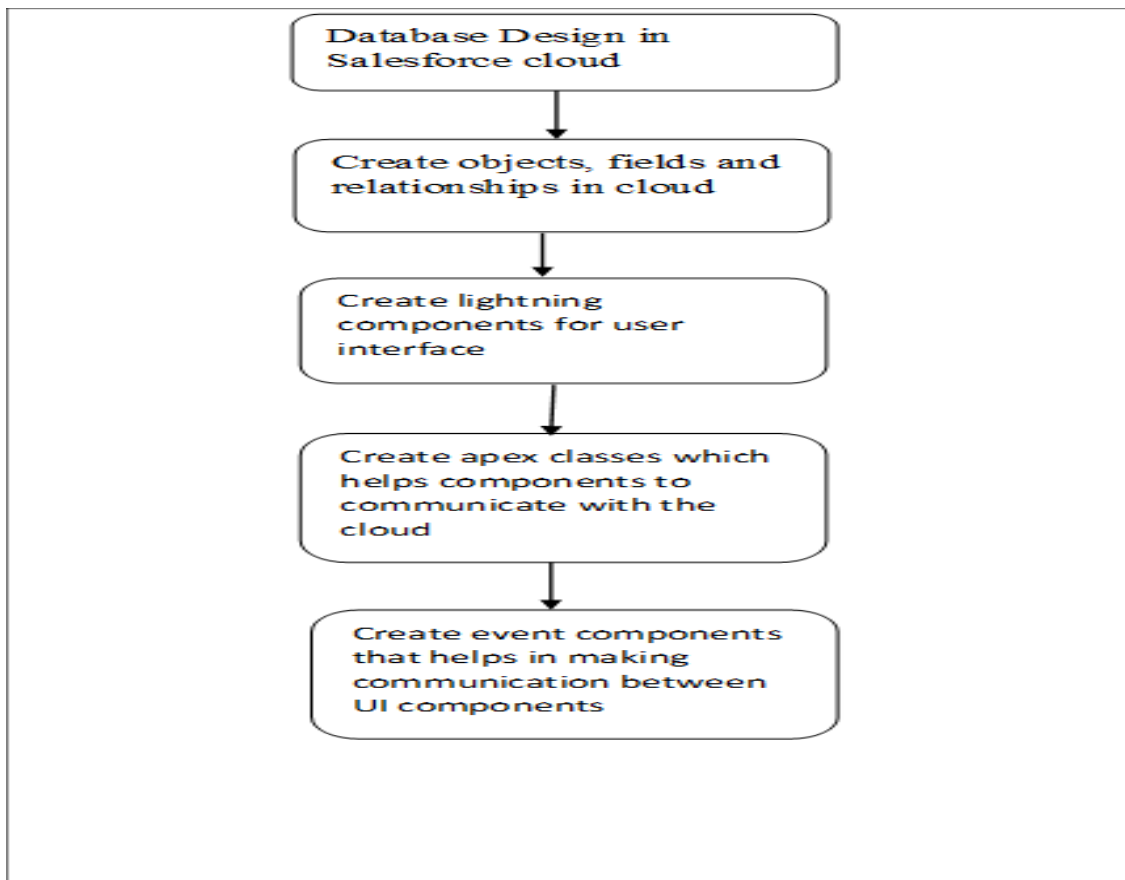 Database Design in
Salesforce cloud
Create objects, fields and
relationships in cloud
Create lightning
components for user
interface
Create apex classes which
helps components to
communicate with the
cloud
Create event components
that helps in making
communication between
UI components